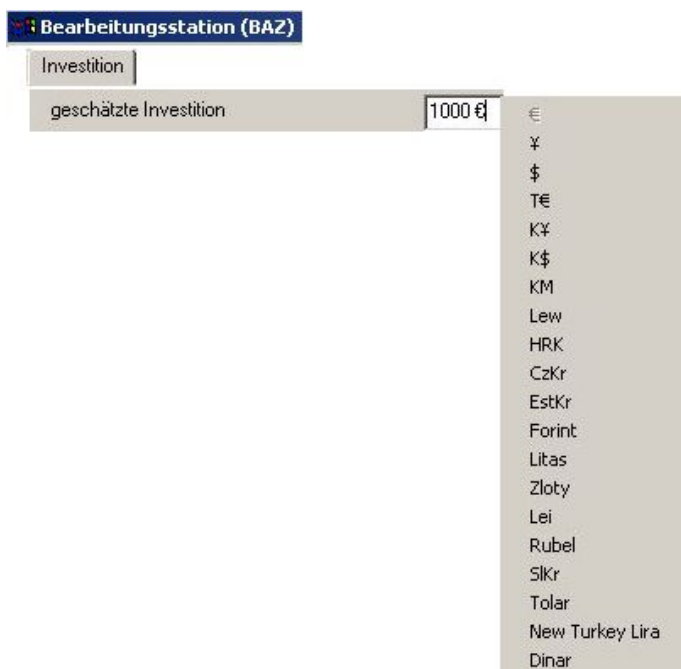 Bearbeitungsstation (BAZ)
Investition
geschätzte Investition 1000 €
€
¥
$
T€
K¥
K$
KM
Lew
HRK
CzKr
EstKr
Forint
Litas
Zloty
Lei
Rubel
SlKr
Tolar
New Turkey Lira
Dinar